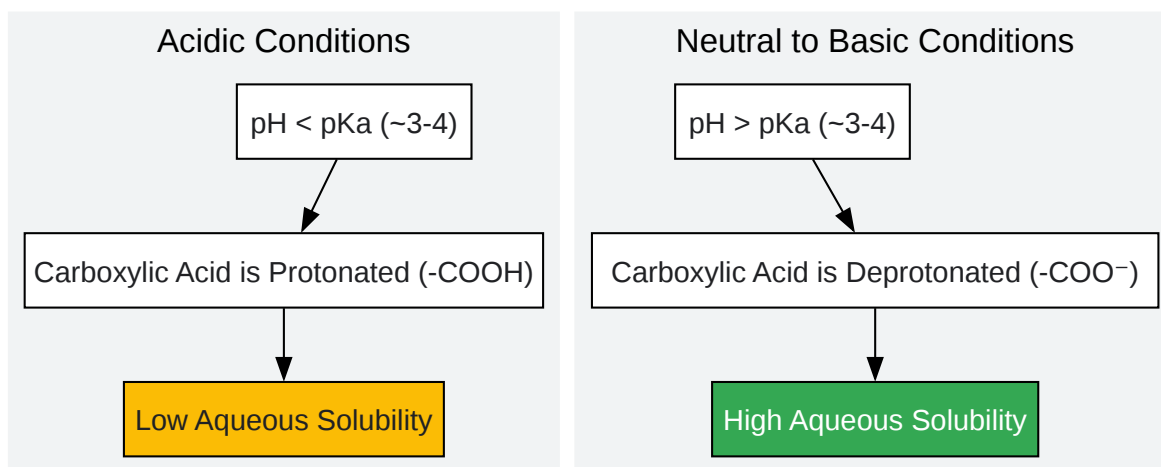 Acidic Conditions
pH < pKa (~3-4)
Carboxylic Acid is Protonated (-COOH)
Low Aqueous Solubility
Neutral to Basic Conditions
pH > pKa (~3-4)
Carboxylic Acid is Deprotonated (-COO⁻)
High Aqueous Solubility